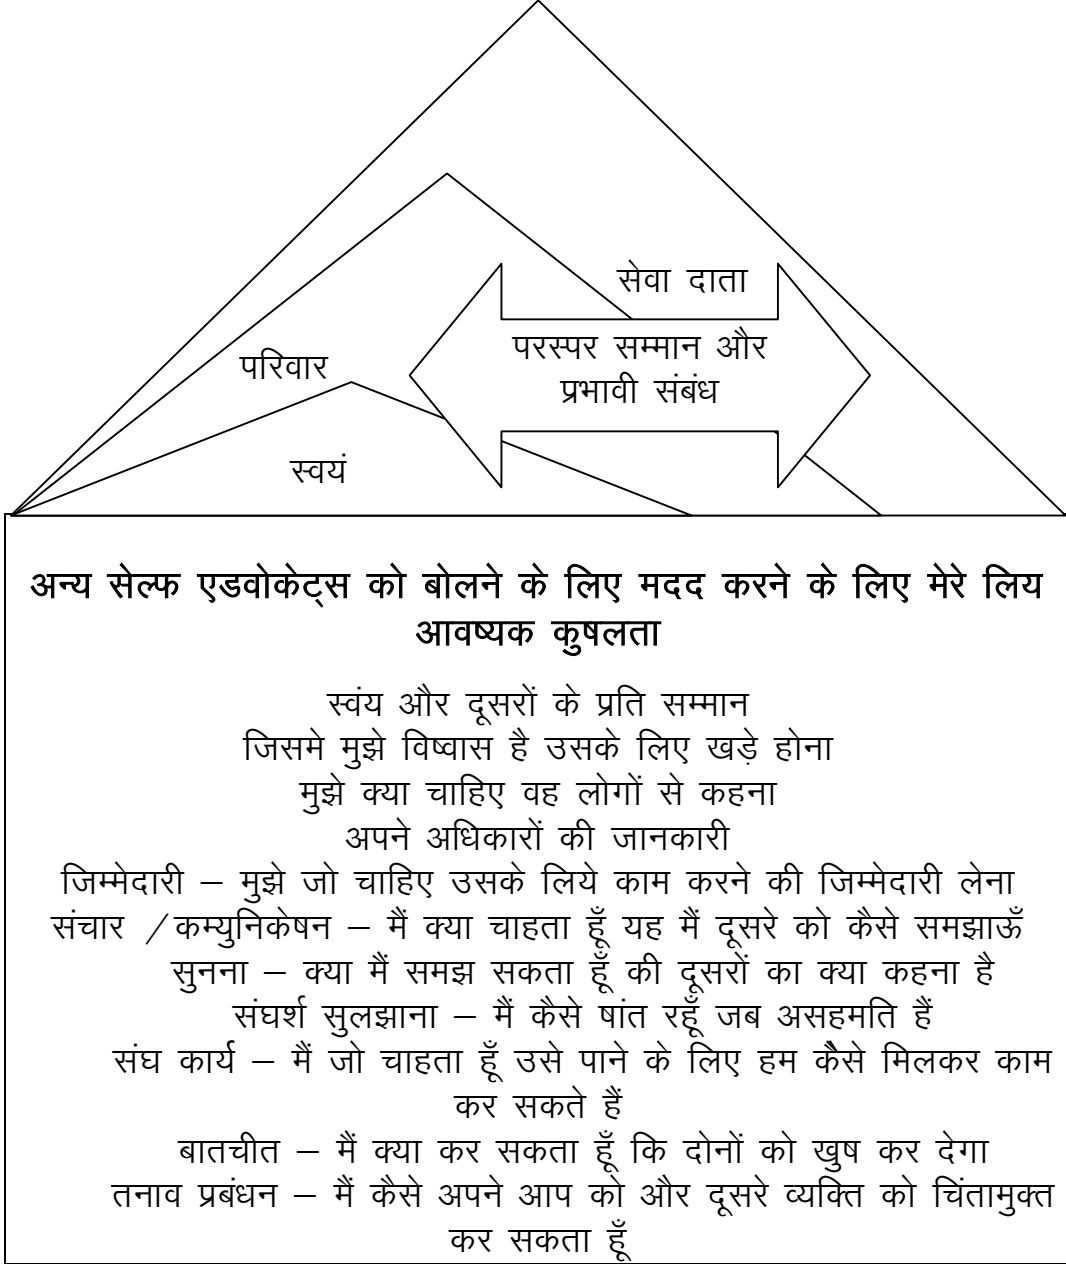 सेवा दाता
परस्पर सम्मान और
प्रभावी संबंध
परिवार
स्वयं
अन्य सेल्फ एडवोकेट्स को बोलने के लिए मदद करने के लिए मेरे लिय
आवष्यक कुषलता
स्वंय और दूसरों के प्रति सम्मान
जिसमे मुझे विष्वास है उसके लिए खड़े होना
मुझे क्या चाहिए वह लोगों से कहना
अपने अधिकारों की जानकारी
जिम्मेदारी – मुझे जो चाहिए उसके लिये काम करने की जिम्मेदारी लेना
संचार / कम्युनिकेषन – मैं क्या चाहता हूँ यह मैं दूसरे को कैसे समझाऊँ
सुनना – क्या मैं समझ सकता हूँ की दूसरों का क्या कहना है
संघर्श सुलझाना – मैं कैसे षांत रहूँ जब असहमति हैं
संघ कार्य – मैं जो चाहता हूँ उसे पाने के लिए हम कैसे मिलकर काम
कर सकते हैं
बातचीत – मैं क्या कर सकता हूँ कि दोनों को खुष कर देगा
तनाव प्रबंधन – मैं कैसे अपने आप को और दूसरे व्यक्ति को चिंतामुक्त
कर सकता हूँ